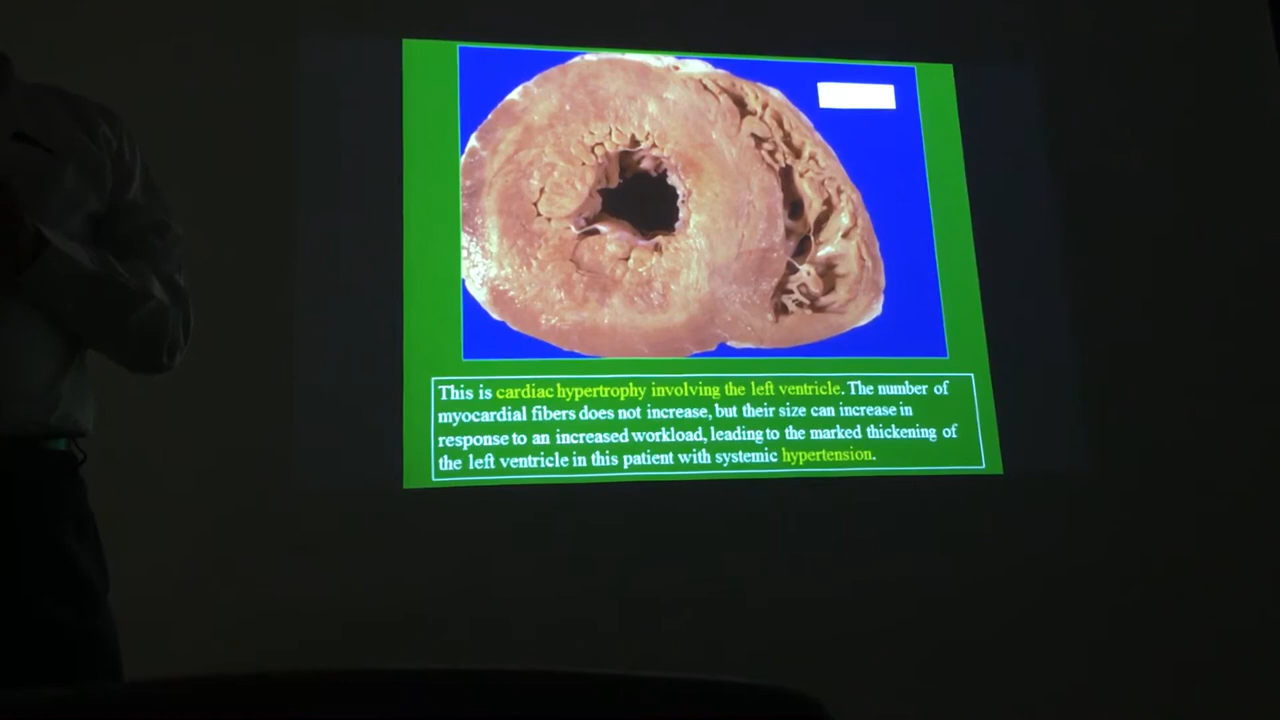 This is cardiac hypertrophy involving the left ventricle. The number of
myocardial fibers does not increase, but their size can increase in
response to an increased workload, leading to the marked thickening of
the left ventricle in this patient with systemic hypertension.